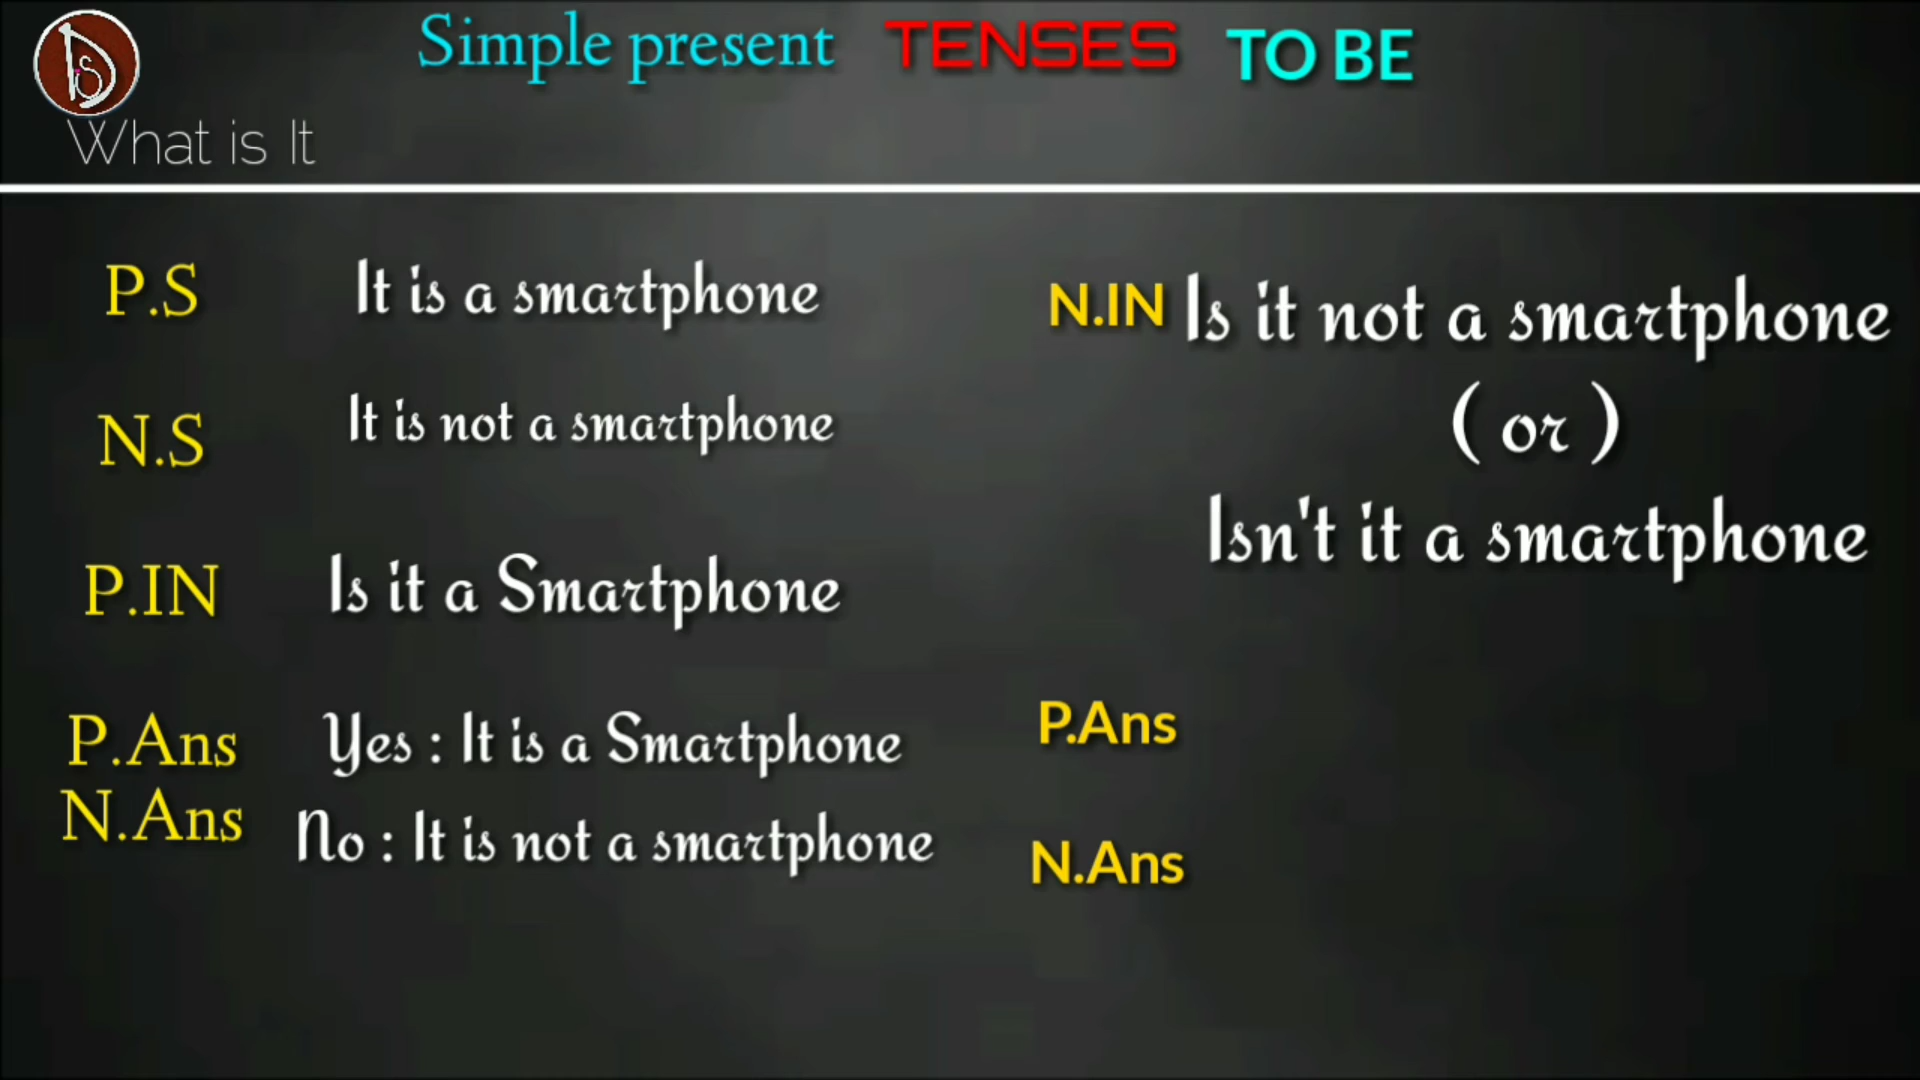 Simple present TENSES TO BE
Dis
What is It
P.S It is a smartphone
N.S It is not a smartphone
P.IN Is it a Smartphone
P.Ans Yes : It is a Smartphone
N.Ans No : It is not a smartphone
N.IN Is it not a smartphone
( or )
Isn't it a smartphone
P.Ans
N.Ans